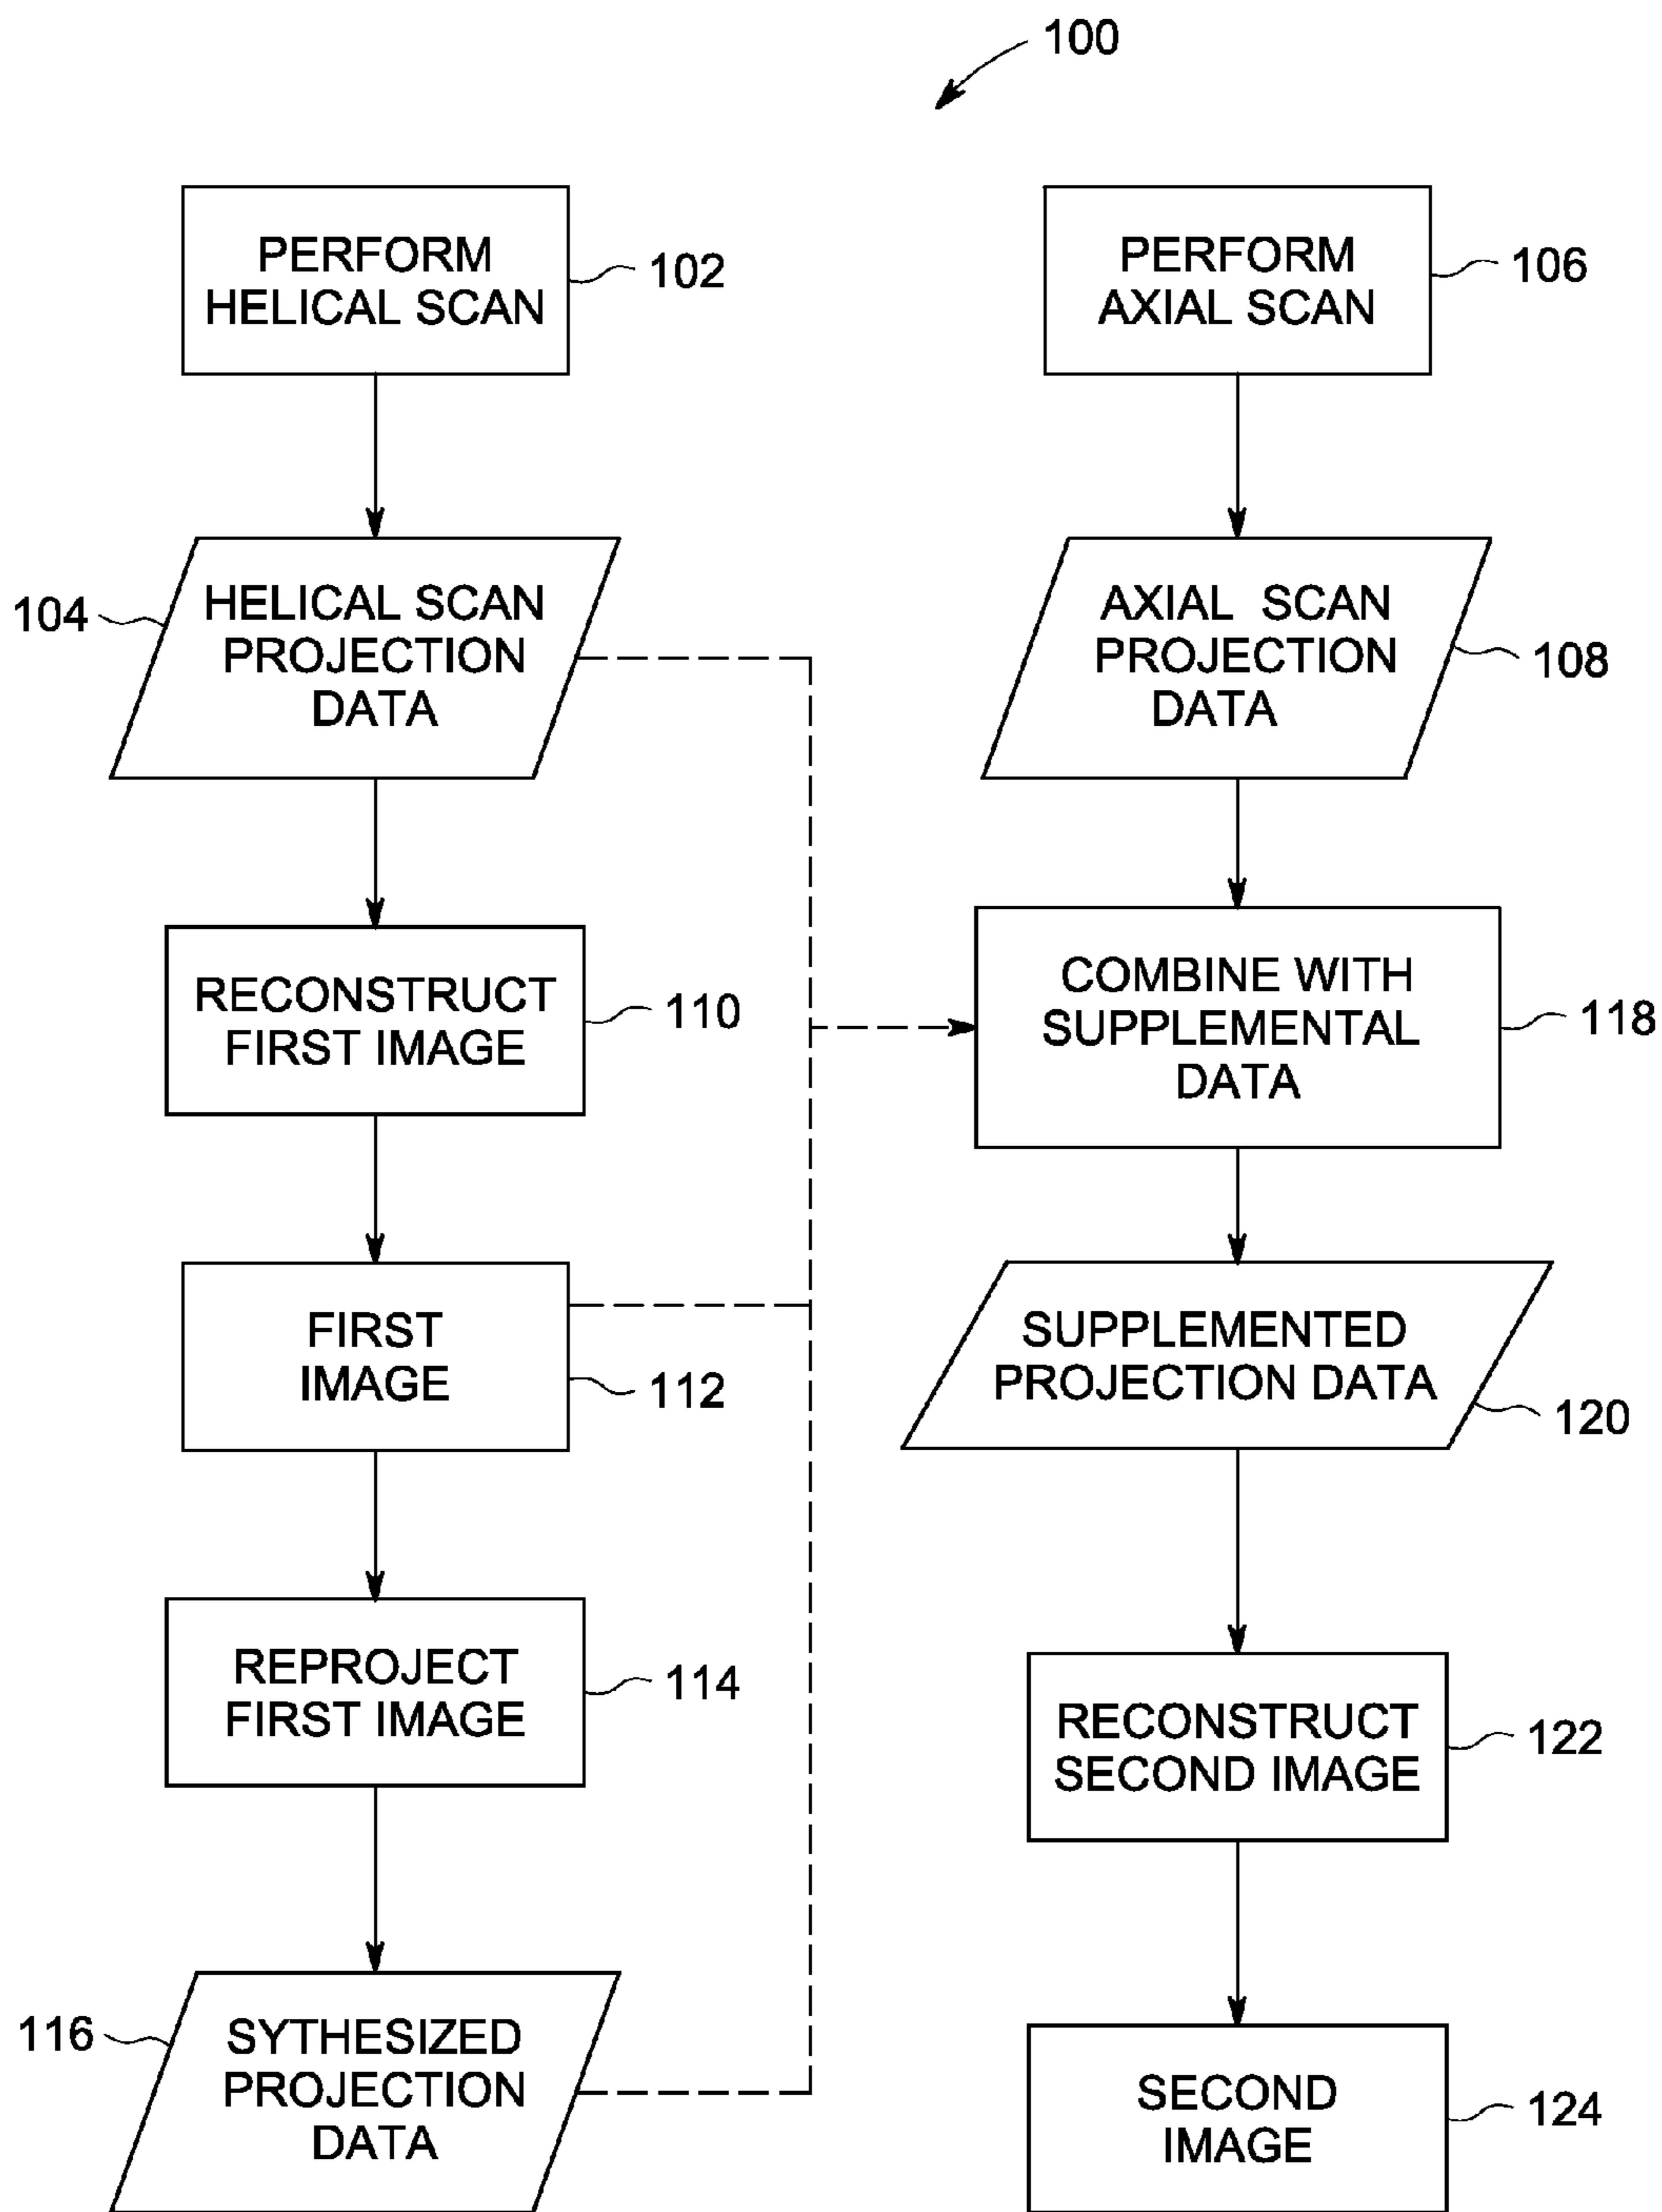 100
PERFORM
HELICAL SCAN
102
104
HELICAL SCAN
PROJECTION
DATA
RECONSTRUCT
FIRST IMAGE
110
FIRST
IMAGE
112
REPROJECT
FIRST IMAGE
114
116
SYTHESIZED
PROJECTION
DATA
PERFORM
AXIAL SCAN
106
AXIAL SCAN
PROJECTION
DATA
108
COMBINE WITH
SUPPLEMENTAL
DATA
118
SUPPLEMENTED
PROJECTION DATA
120
RECONSTRUCT
SECOND IMAGE
122
SECOND
IMAGE
124